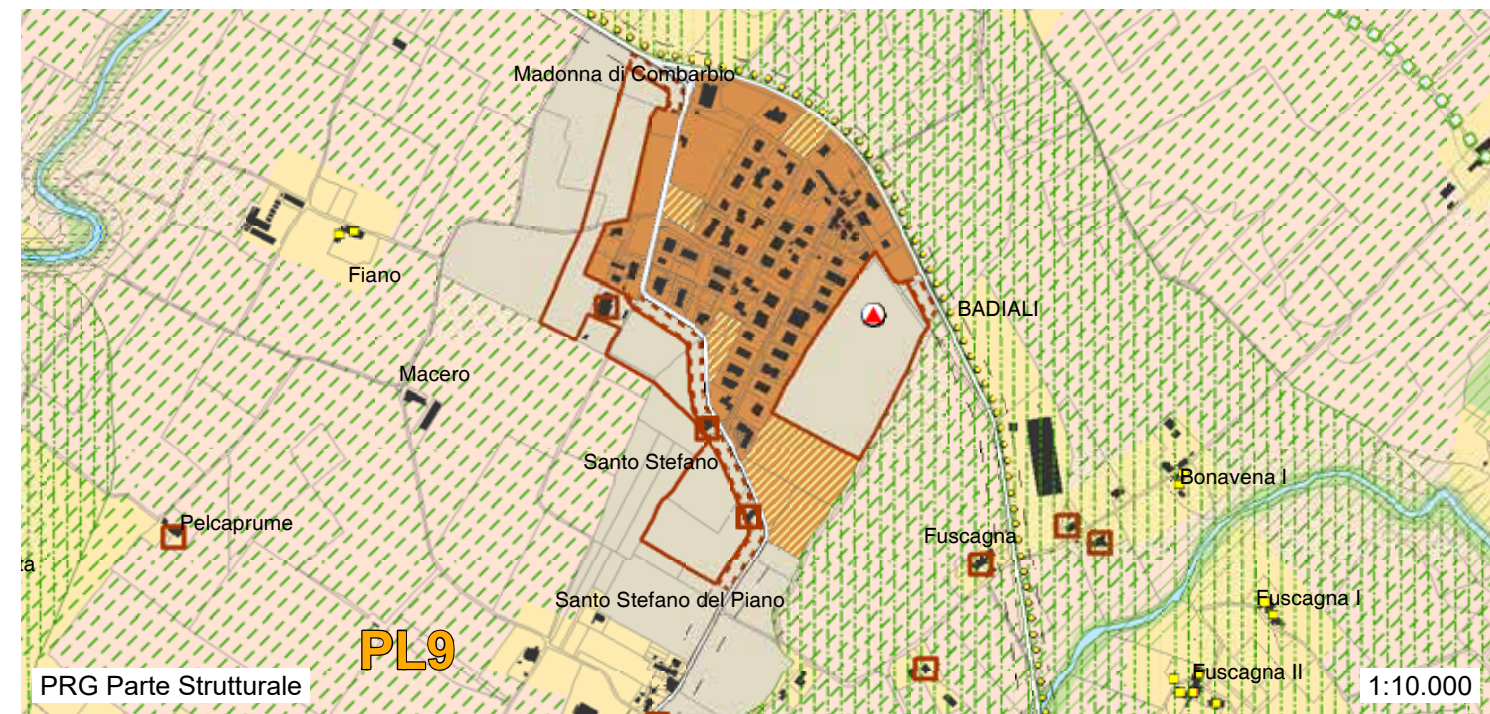 Madonna di Combarbio
Fiano
BADIALI
Macero
Santo Stefano
Bonavena I
Pelcaprume
Fuscagna
ta
Santo Stefano del Piano
Fuscagna I
PL9
Fuscagna II
PRG Parte Strutturale
1:10.000